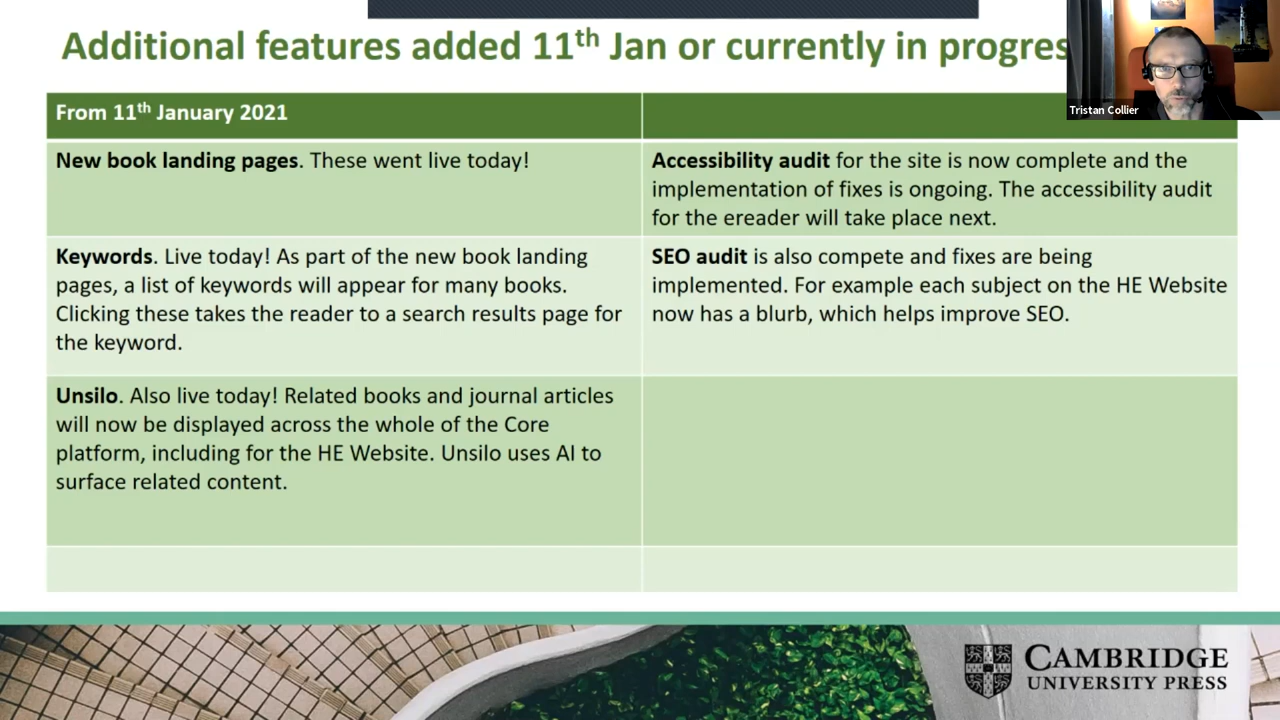 Additional features added 11th Jan or currently in progres
Tristan Collier
From 11th January 2021
New book landing pages. These went live today!
Accessibility audit for the site is now complete and the
implementation of fixes is ongoing. The accessibility audit
for the ereader will take place next.
Keywords. Live today! As part of the new book landing
pages, a list of keywords will appear for many books.
Clicking these takes the reader to a search results page for
the keyword.
SEO audit is also compete and fixes are being
implemented. For example each subject on the HE Website
now has a blurb, which helps improve SEO.
Unsilo. Also live today! Related books and journal articles
will now be displayed across the whole of the Core
platform, including for the HE Website. Unsilo uses AI to
surface related content.
CAMBRIDGE
UNIVERSITY PRESS